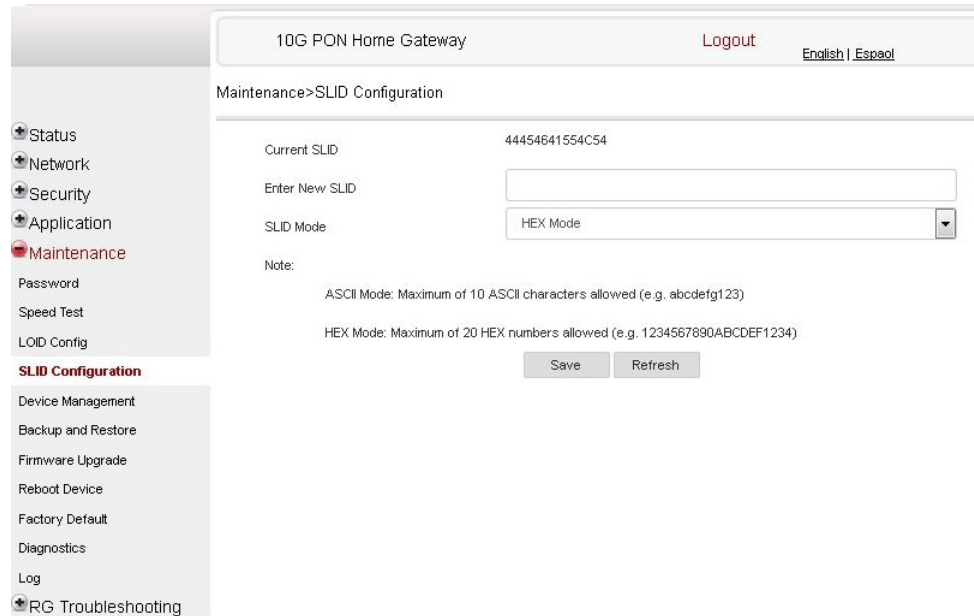 10G PON Home Gateway
Logout
English | Espaol
Maintenance>SLID Configuration
Status
Network
Security
Application
Maintenance
Password
Speed Test
LOID Config
SLID Configuration
Device Management
Backup and Restore
Firmware Upgrade
Reboot Device
Factory Default
Diagnostics
Log
RG Troubleshooting
Current SLID 44454641554C54
Enter New SLID
SLID Mode HEX Mode
Note:
ASCII Mode: Maximum of 10 ASCII characters allowed (e.g. abcdefg123)
HEX Mode: Maximum of 20 HEX numbers allowed (e.g. 1234567890ABCDEF1234)
Save Refresh